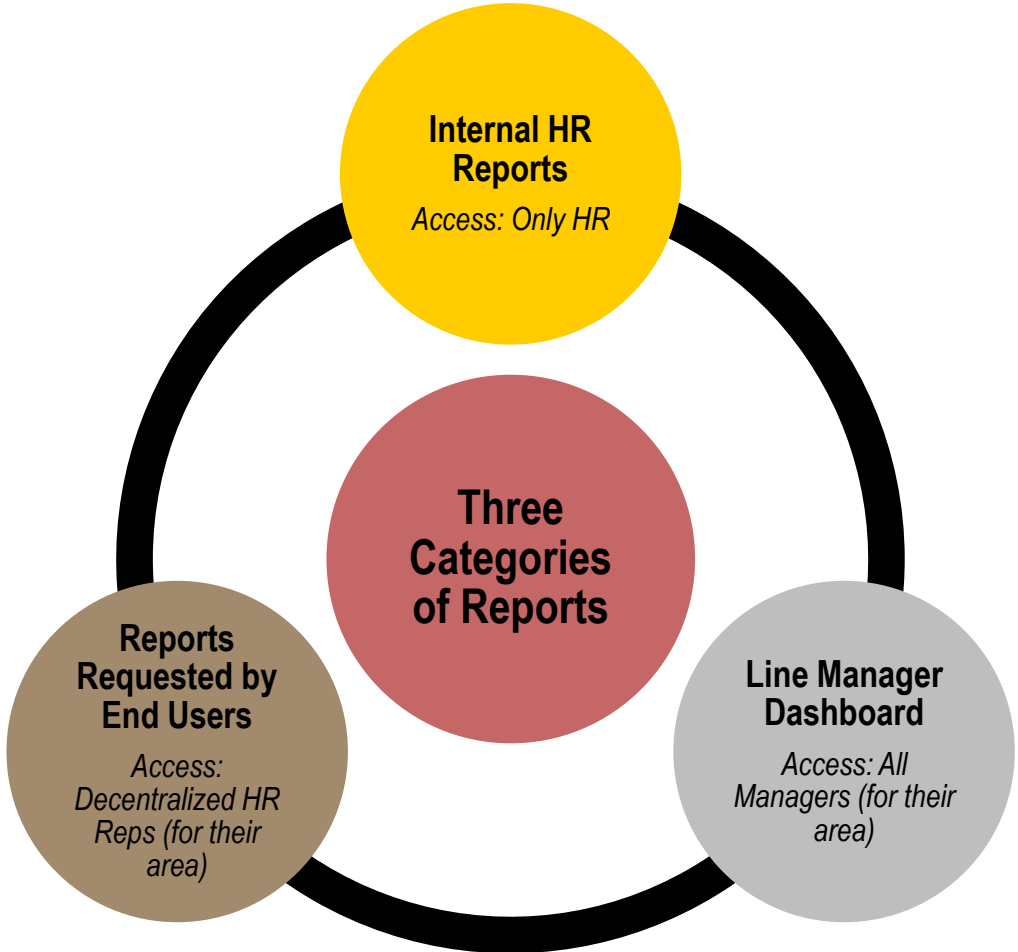 Internal HR
Reports
Access: Only HR
Three
Categories
of Reports
Reports
Requested by
End Users
Access:
Decentralized HR
Reps (for their
area)
Line Manager
Dashboard
Access: All
Managers (for their
area)